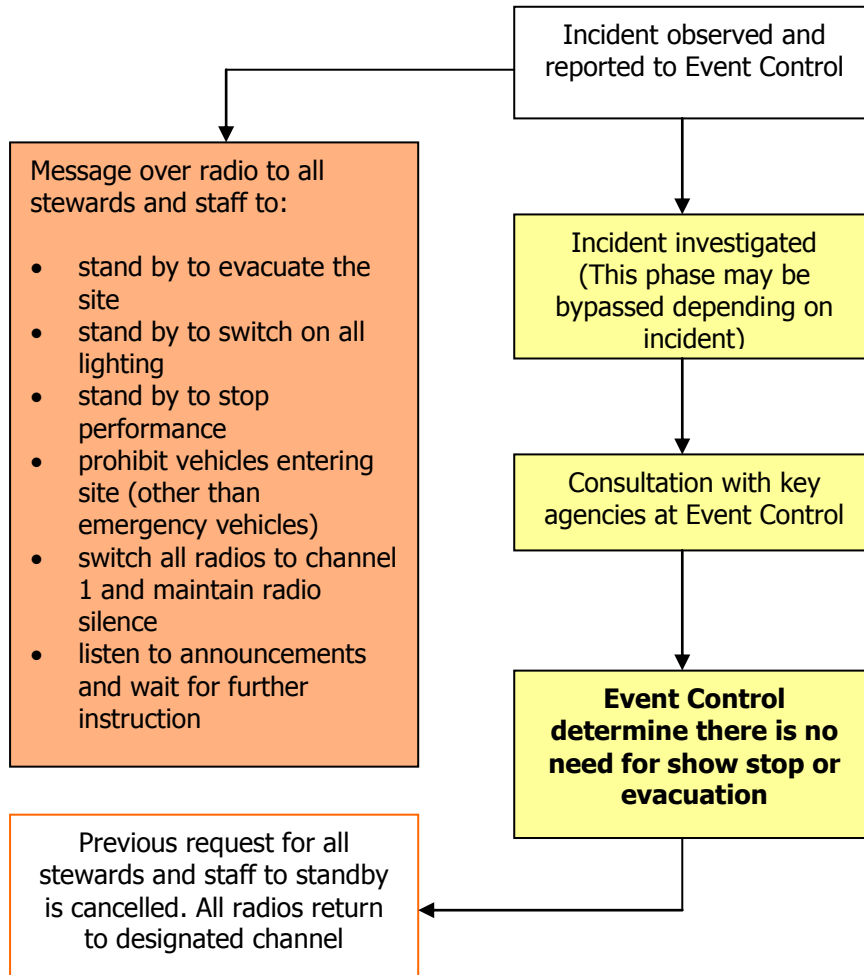 Incident observed and
reported to Event Control
Message over radio to all
stewards and staff to:
• stand by to evacuate the
site
• stand by to switch on all
lighting
• stand by to stop
performance
• prohibit vehicles entering
site (other than
emergency vehicles)
• switch all radios to channel
1 and maintain radio
silence
• listen to announcements
and wait for further
instruction
Incident investigated
(This phase may be
bypassed depending on
incident)
Consultation with key
agencies at Event Control
Event Control
determine there is no
need for show stop or
evacuation
Previous request for all
stewards and staff to standby
is cancelled. All radios return
to designated channel